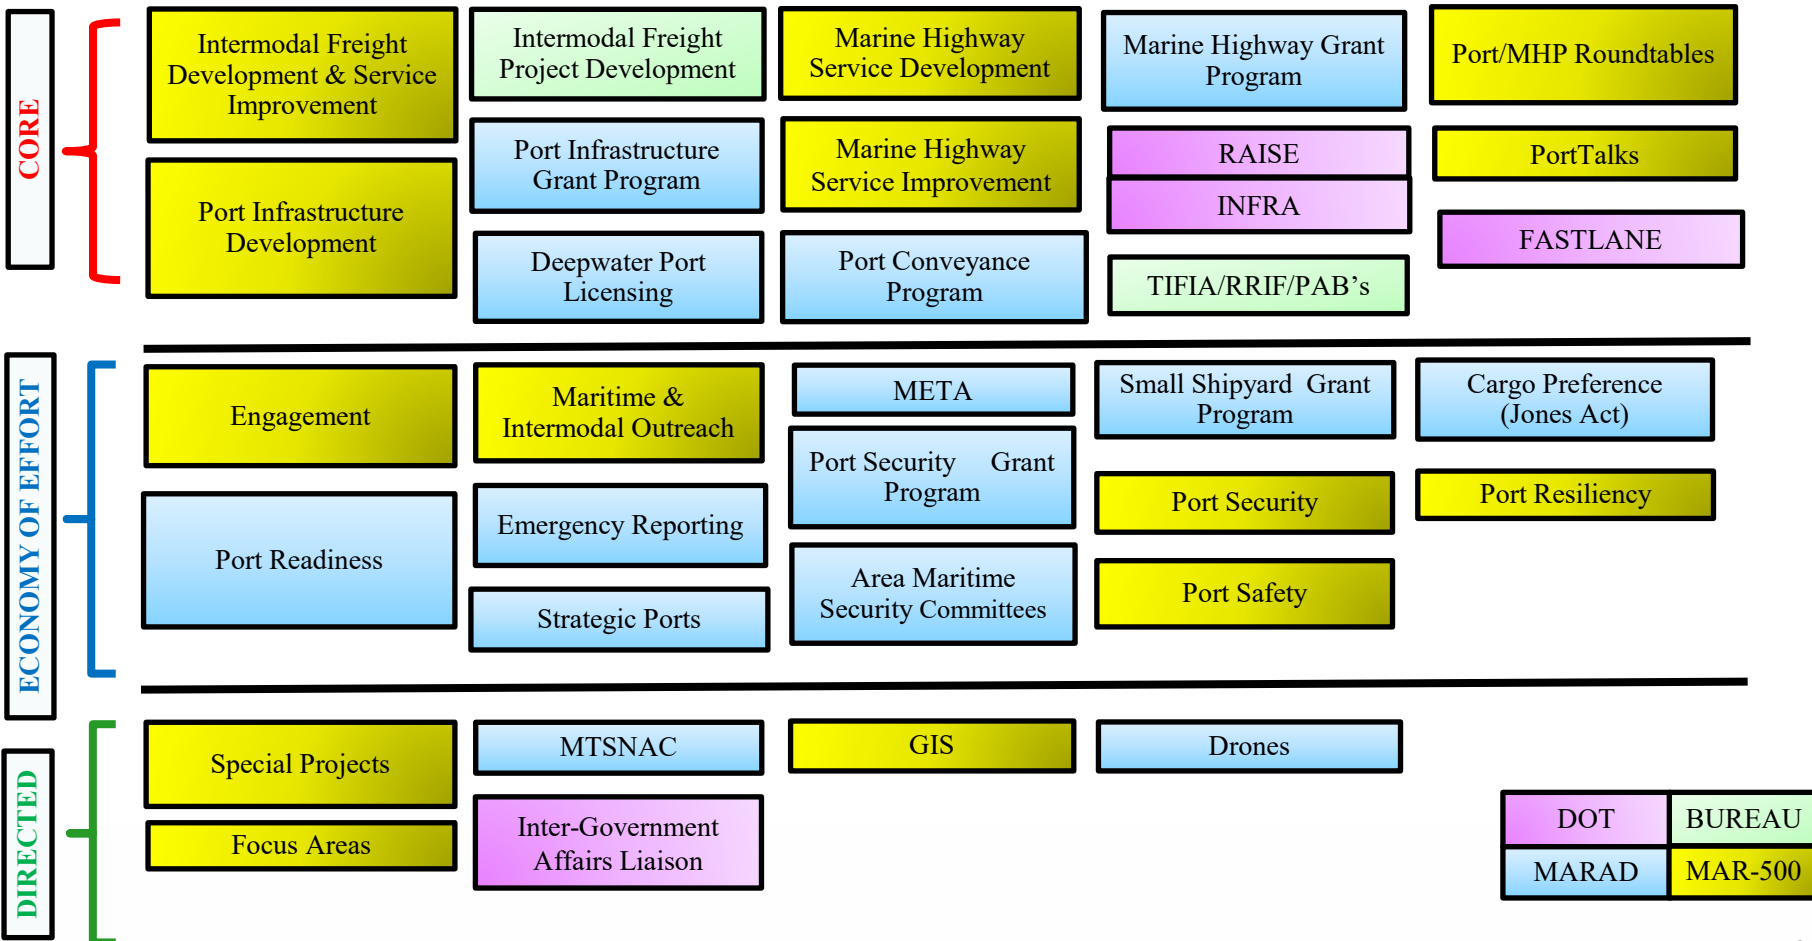 CORE
Intermodal Freight
Development & Service
Improvement
Port Infrastructure
Development
Intermodal Freight
Project Development
Port Infrastructure
Grant Program
Deepwater Port
Licensing
Marine Highway
Service Development
Marine Highway
Service Improvement
Port Conveyance
Program
Marine Highway Grant
Program
RAISE
INFRA
TIFIA/RRIF/PAB’s
Port/MHP Roundtables
PortTalks
FASTLANE
ECONOMY OF EFFORT
Engagement
Port Readiness
Maritime &
Intermodal Outreach
Emergency Reporting
Strategic Ports
META
Port Security Grant
Program
Area Maritime
Security Committees
Small Shipyard Grant
Program
Port Security
Port Safety
Cargo Preference
(Jones Act)
Port Resiliency
DIRECTED
Special Projects
Focus Areas
MTSNAC
Inter-Government
Affairs Liaison
GIS
Drones
DOT
BUREAU
MARAD
MAR-500